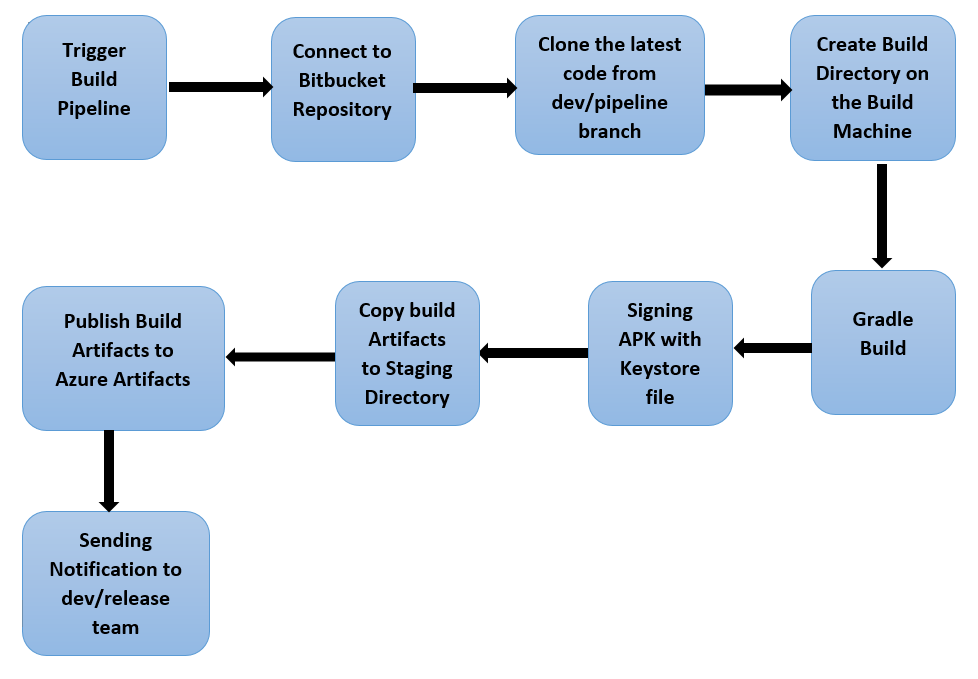 Trigger
Build
Pipeline
Connect to
Bitbucket
Repository
Clone the latest
code from
dev/pipeline
branch
Create Build
Directory on
the Build
Machine
Gradle
Build
Signing
APK with
Keystore
file
Copy build
Artifacts
to Staging
Directory
Publish Build
Artifacts to
Azure Artifacts
Sending
Notification to
dev/release
team